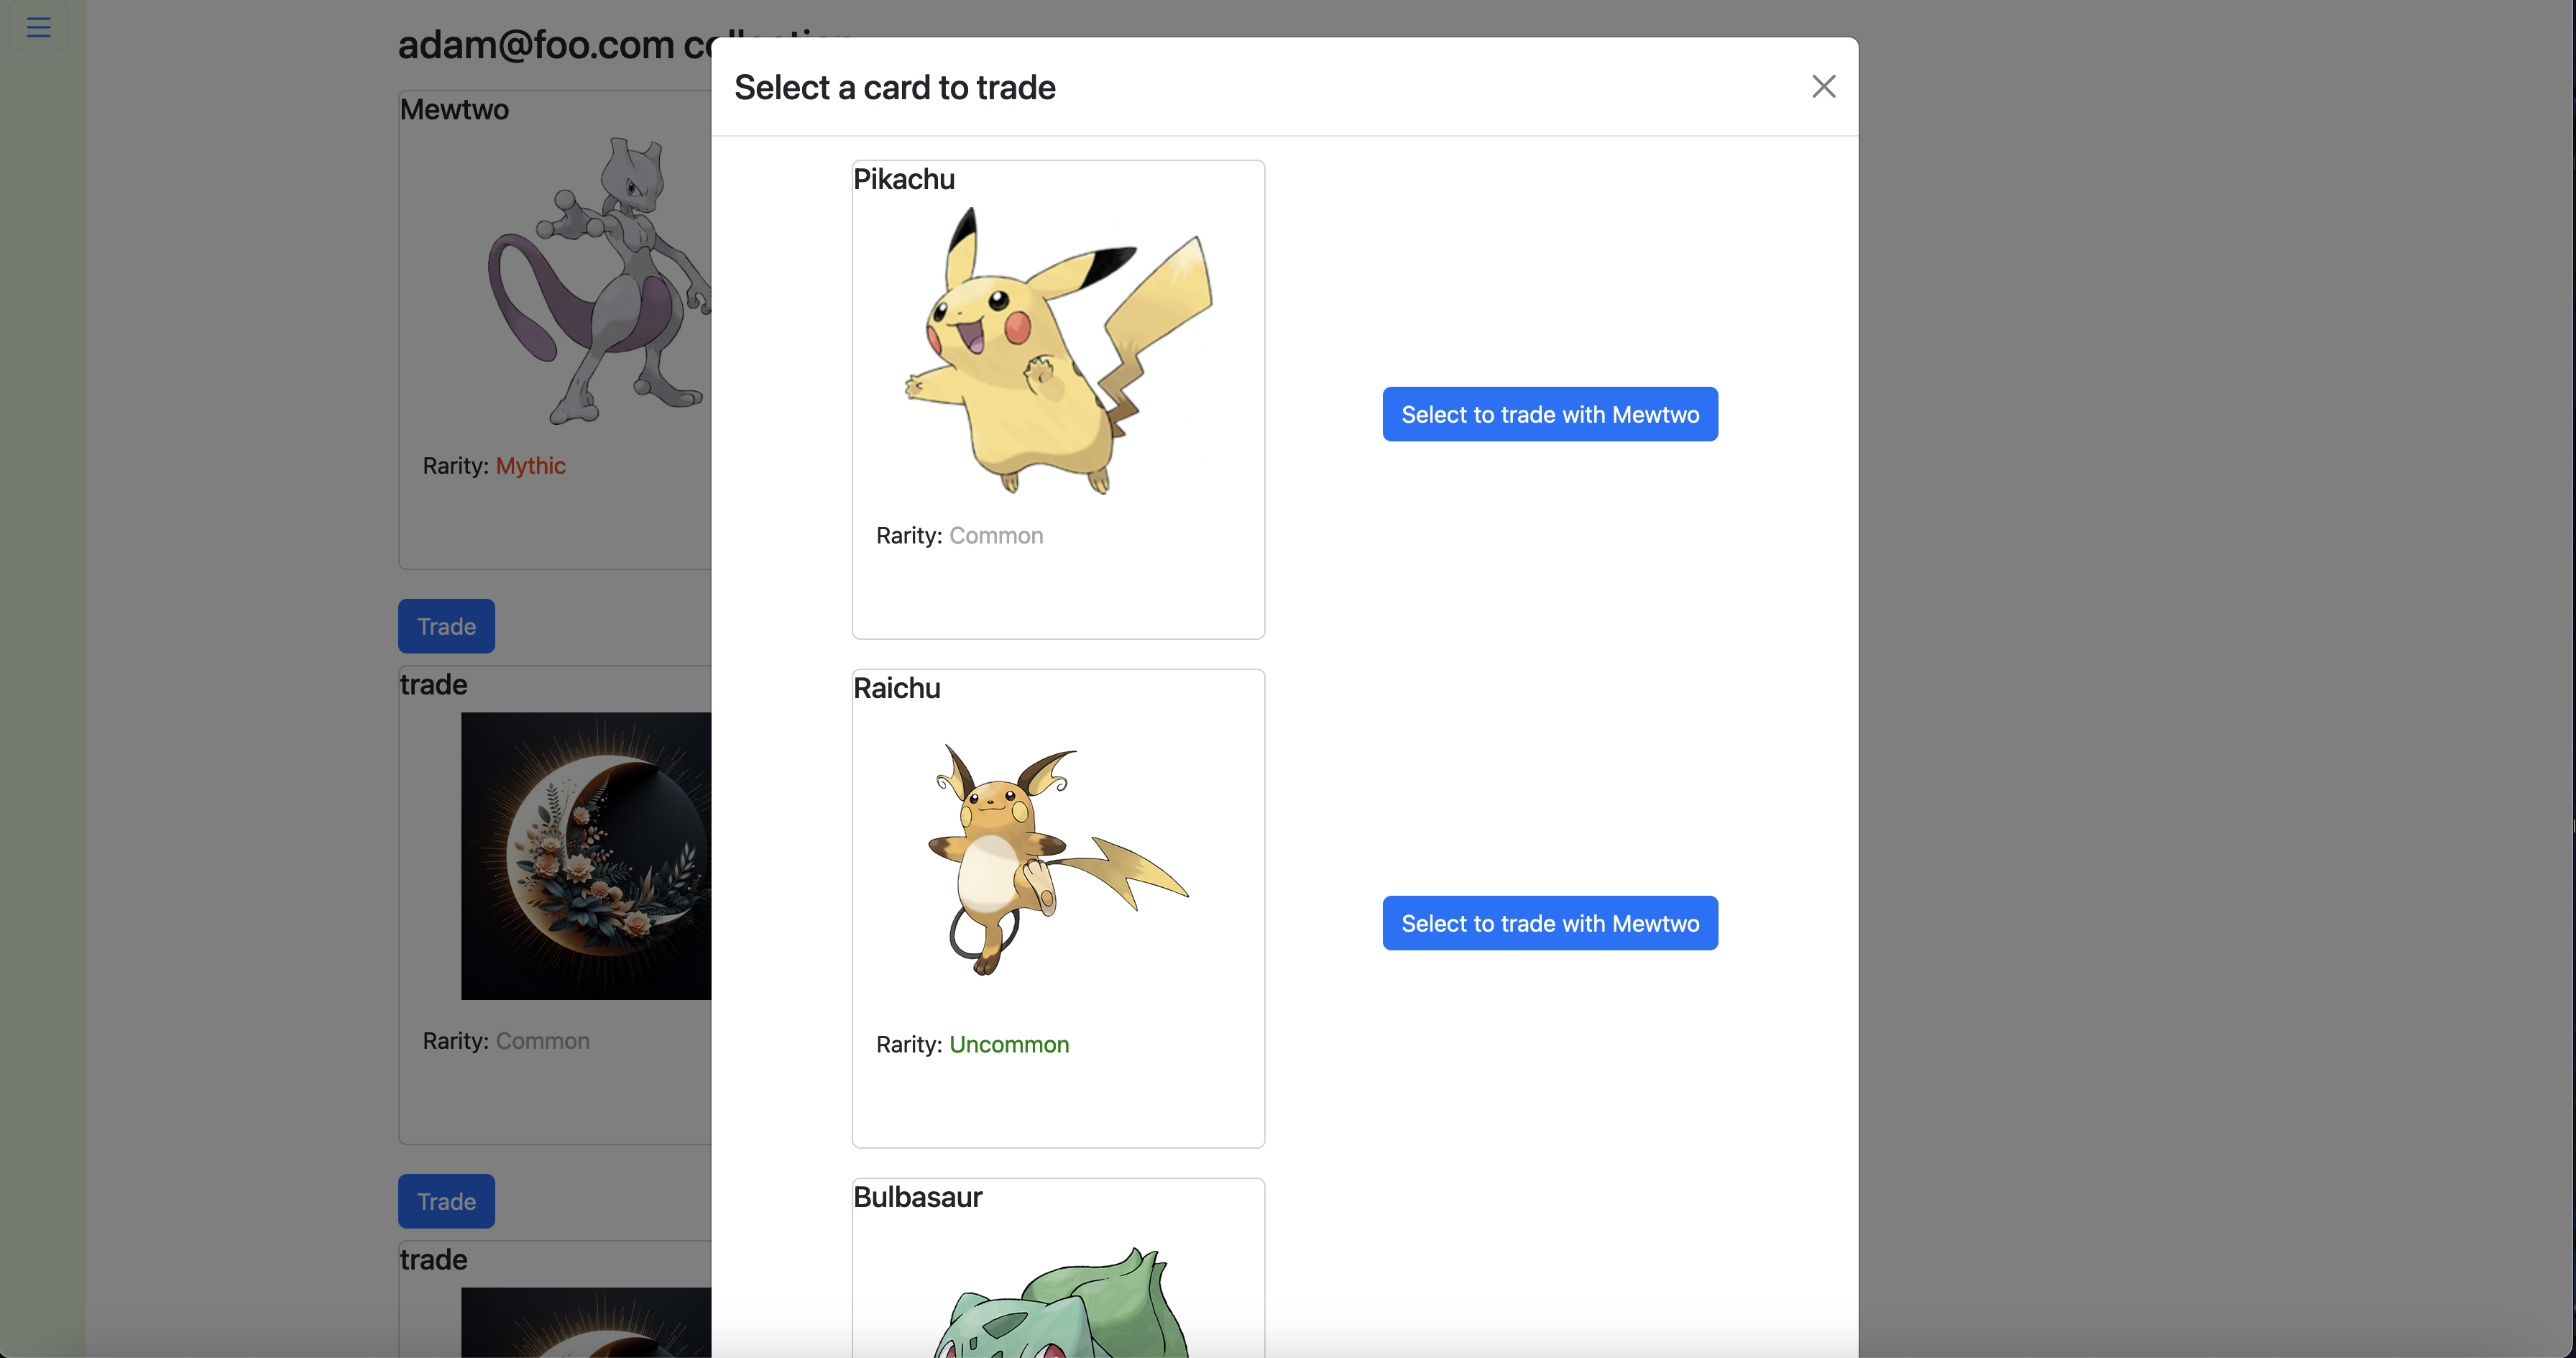 adam@foo.com collection
Mewtwo
Rarity: Mythic
Trade
trade
Rarity: Common
Trade
trade
Select a card to trade
Pikachu
Rarity: Common
Select to trade with Mewtwo
Raichu
Rarity: Uncommon
Select to trade with Mewtwo
Bulbasaur